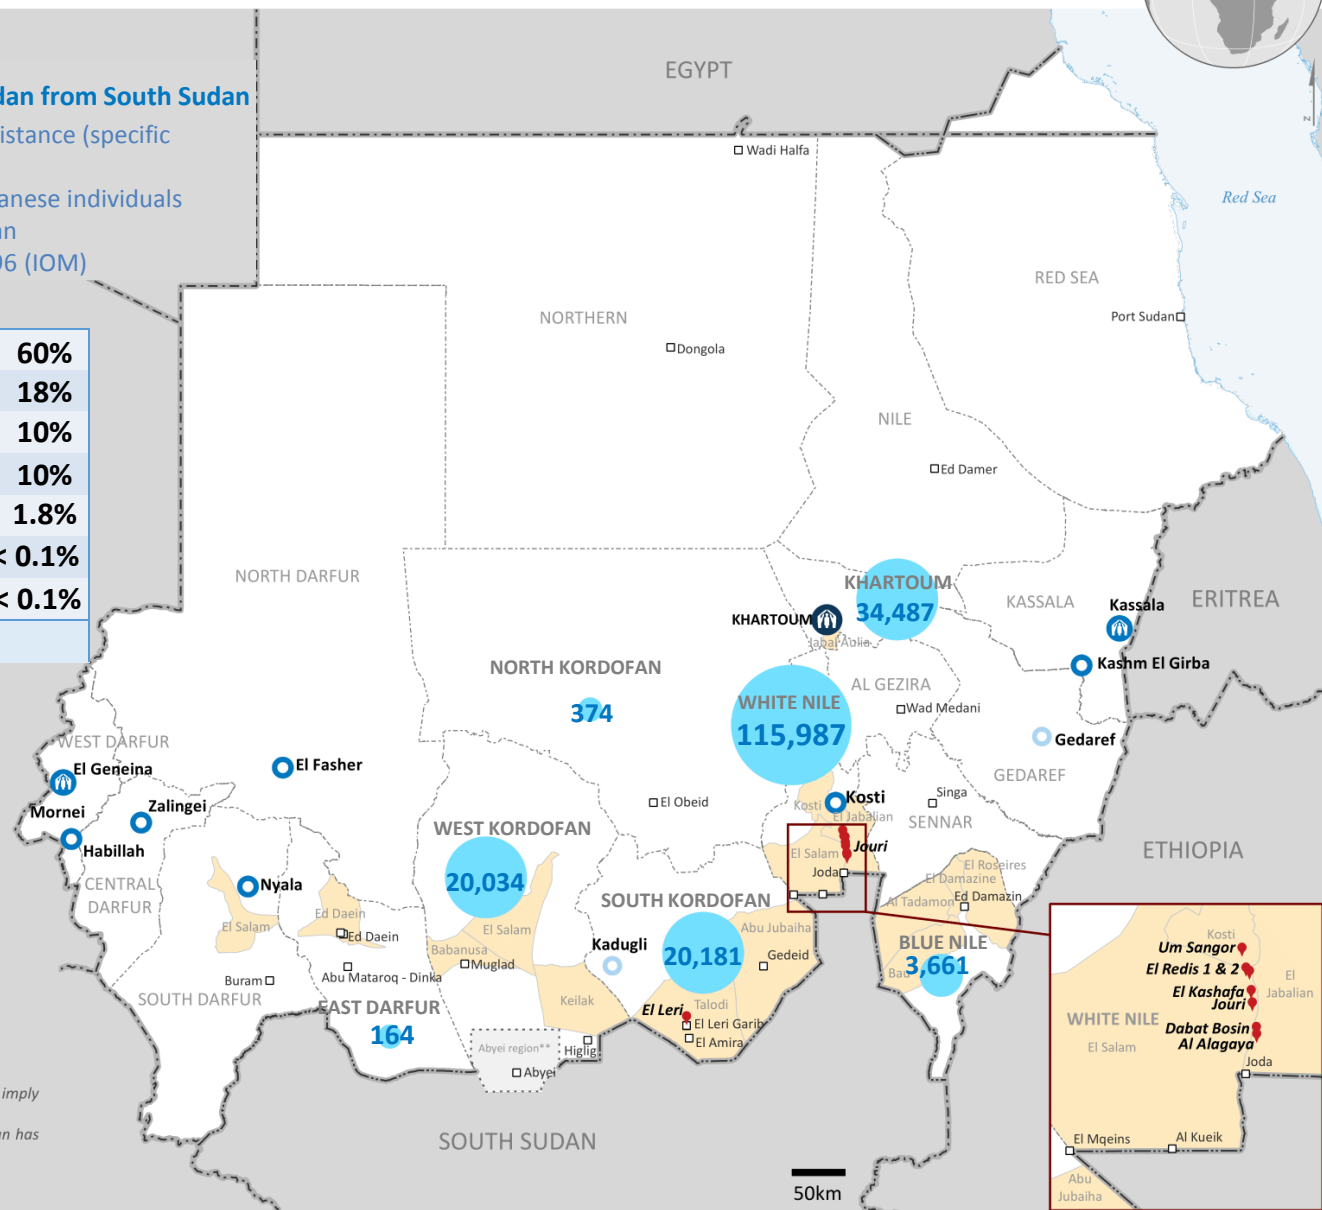 EGYPT
dan from South Sudan
istance (specific
anese individuals
an
96 (IOM)
Wadi Halfa
Red Sea
RED SEA
NORTHERN
Port Sudan
Dongola
60%
18%
10%
10%
1.8%
< 0.1%
< 0.1%
NILE
Ed Damer
NORTH DARFUR
KHARTOUM
34,487
KHARTOUM
Jabal Aulia
KASSALA
Kassala
ERITREA
Kashm El Girba
NORTH KORDOFAN
374
AL GEZIRA
WHITE NILE
115,987
Wad Medani
Gedaref
GEDAREF
WEST DARFUR
El Geneina
El Fasher
Mornei
Zalingei
Habillah
El Obeid
Kosti
Kosti
El Jabalian
Singa
SENNAR
WEST KORDOFAN
20,034
El Salam
Jouri
Joda
ETHIOPIA
CENTRAL
DARFUR
Nyala
El Salam
Ed Daein
Ed Daein
El Salam
Babanusa
Muglad
SOUTH KORDOFAN
20,181
Abu Jubaiha
Gedeid
Kadugli
El Roseires
El Damazine
Al Tadamon
Ed Damazin
BLUE NILE
3,661
Bau
Buram
Abu Mataroq - Dinka
SOUTH DARFUR
EAST DARFUR
164
Keilak
Talodi
El Leri
El Leri Garib
El Amira
Abyei region**
Higlig
Abyei
SOUTH SUDAN
50km
imply
an has
Kosti
Um Sangor
El Redis 1 & 2
El
Jabalian
El Kashafa
Jouri
WHITE NILE
Dabat Bosin
El Salam
Al Alagaya
Joda
El Mqeins
Al Kueik
Abu
Jubaiha
N